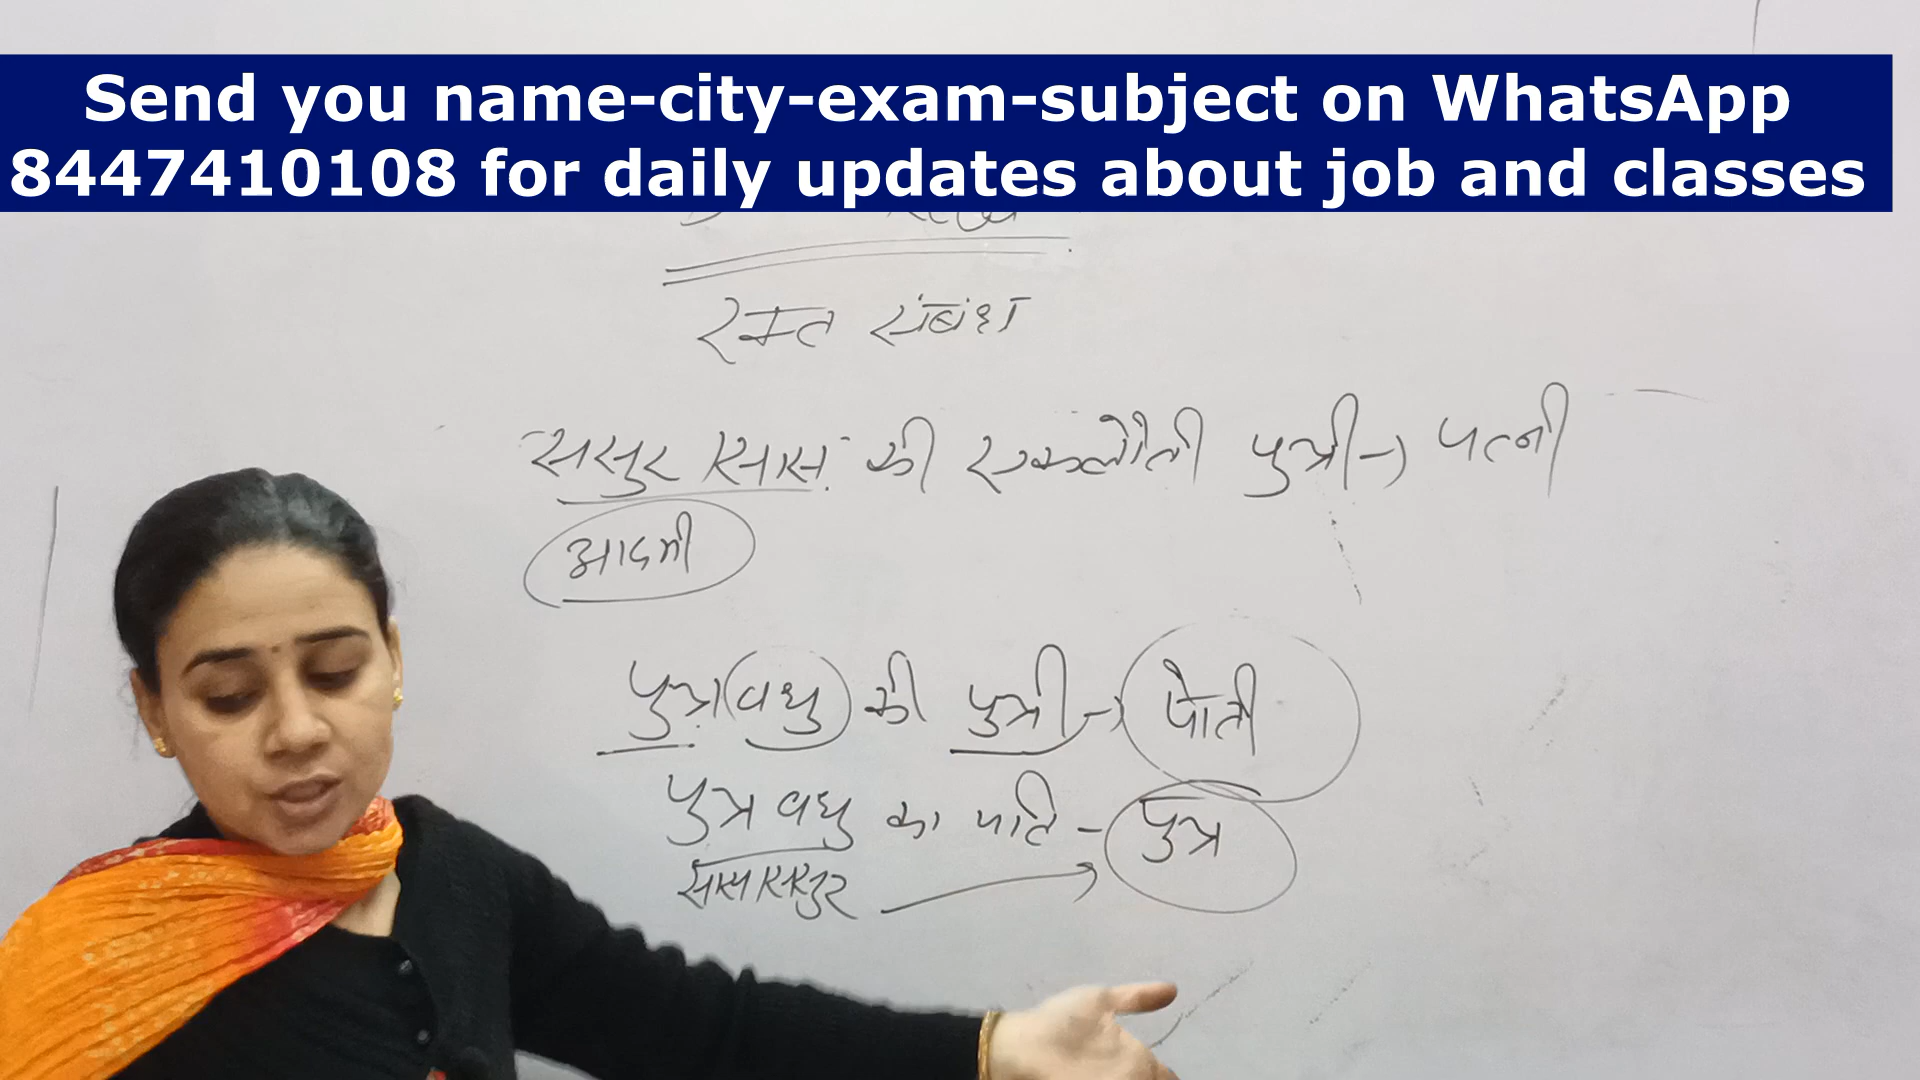 Send you name-city-exam-subject on WhatsApp
8447410108 for daily updates about job and classes
रक्त संबंध
ससुर सास की एकलौती पुत्री → पत्नी
आदमी
पुत्र वधु की पुत्री → पोती
पुत्र वधु का पति - पुत्र
सास ससुर